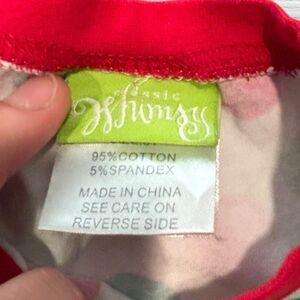 classic
Whimsy
95%COTTON
5%SPANDEX
MADE IN CHINA
SEE CARE ON
REVERSE SIDE